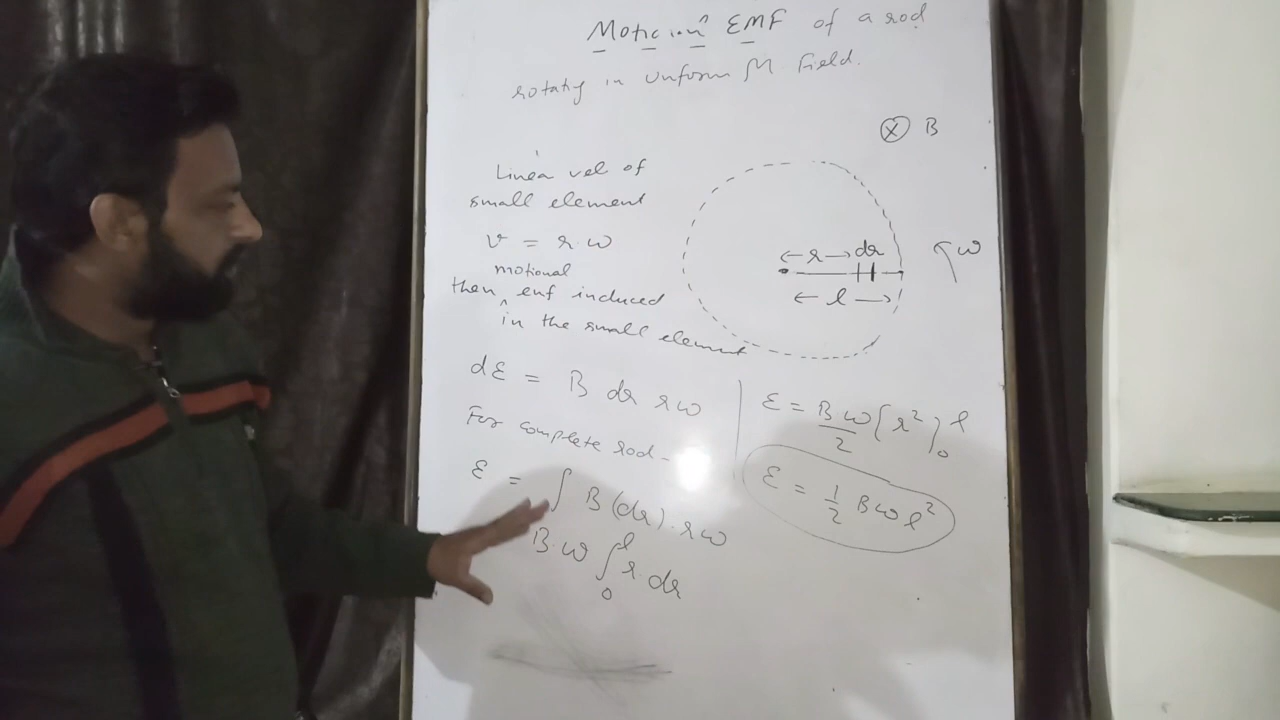 Motional EMF of a rod
rotating in uniform M Field.
⊗ B
Linear vel of
small element
v = r.ω
motional
then emf induced
^
in the small element
← r → dr
ω
← l →
dε = B dr rω
For complete rod -
ε = ∫ B (dr). rω
B.ω ∫₀ˡ r. dr
ε = Bω/2 [r²]₀ˡ
ε = 1/2 Bωl²